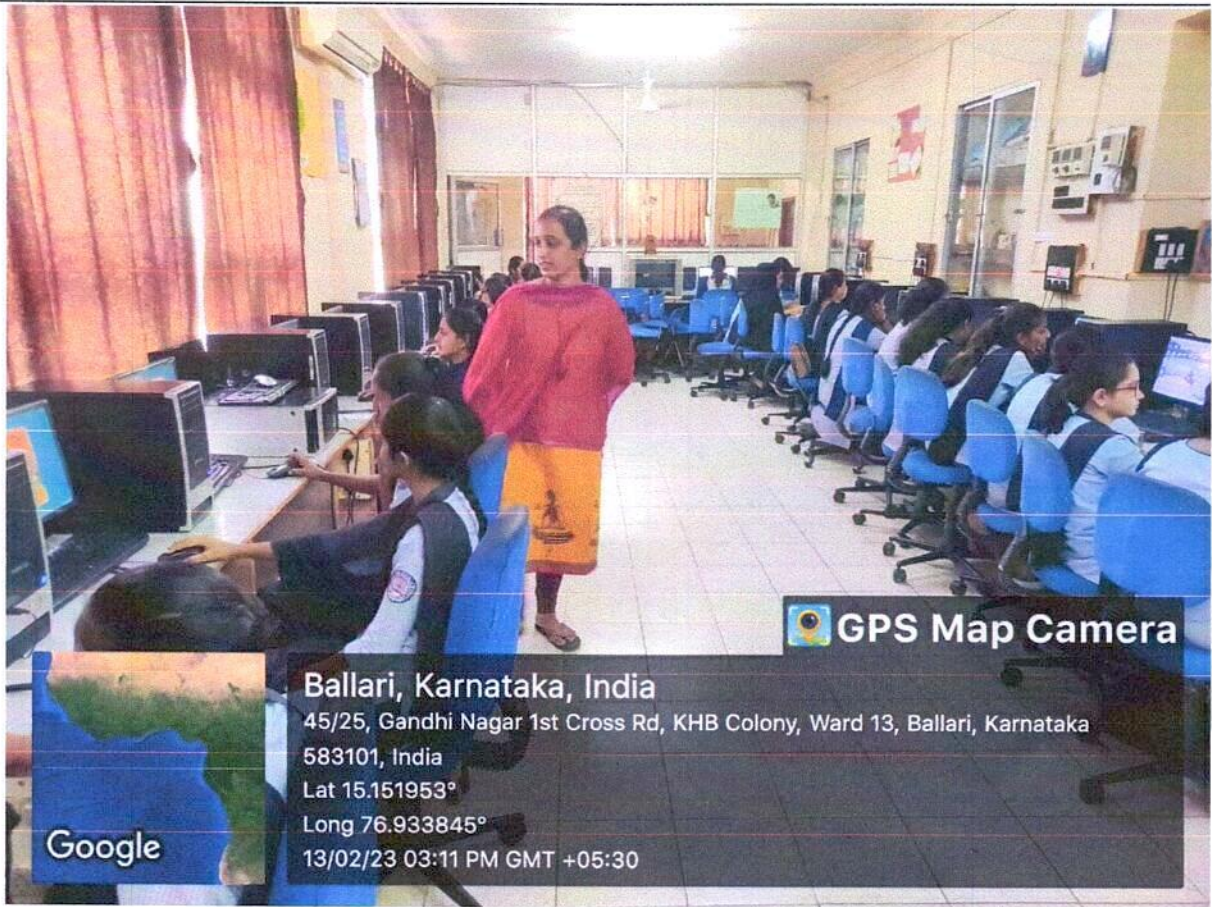 GPS Map Camera
Ballari, Karnataka, India
45/25, Gandhi Nagar 1st Cross Rd, KHB Colony, Ward 13, Ballari, Karnataka
583101, India
Lat 15.151953°
Long 76.933845°
13/02/23 03:11 PM GMT +05:30
Google